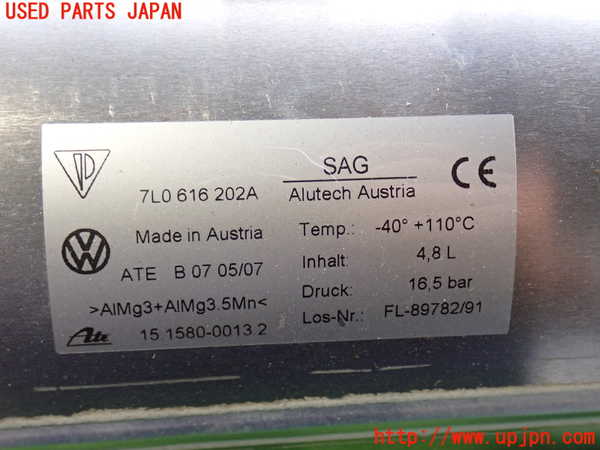 USED PARTS JAPAN
7L0 616 202A
Made in Austria
ATE B 07 05/07
>AlMg3+AlMg3.5Mn<
Ate 15 1580-0013 2
SAG
Alutech Austria
CE
Temp.: -40° +110°C
Inhalt: 4,8 L
Druck: 16,5 bar
Los-Nr.: FL-89782/91
http://www.upjpn.com/